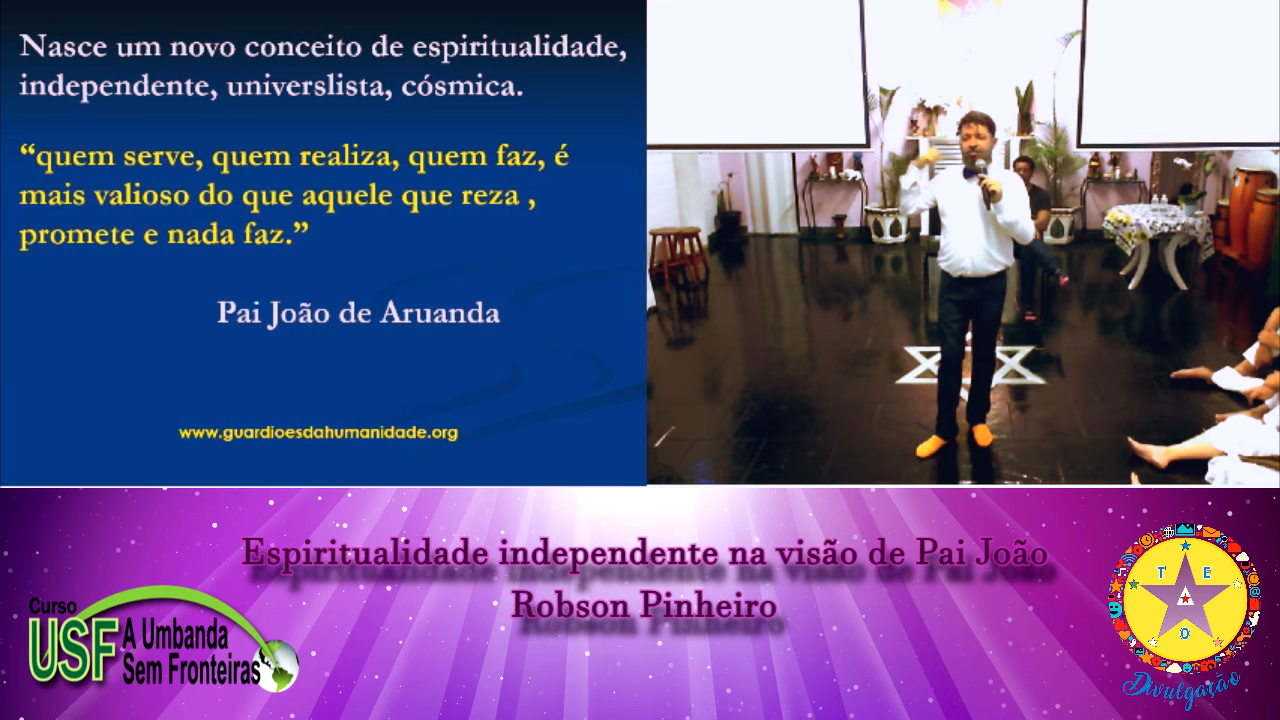 Nasce um novo conceito de espiritualidade,
independente, universlista, cósmica.
“quem serve, quem realiza, quem faz, é
mais valioso do que aquele que reza ,
promete e nada faz.”
Pai João de Aruanda
www.guardioesdahumanidade.org
Espiritualidade independente na visão de Pai João
Robson Pinheiro
Curso
USF
A Umbanda
Sem Fronteiras
T E
A
O
Divulgação